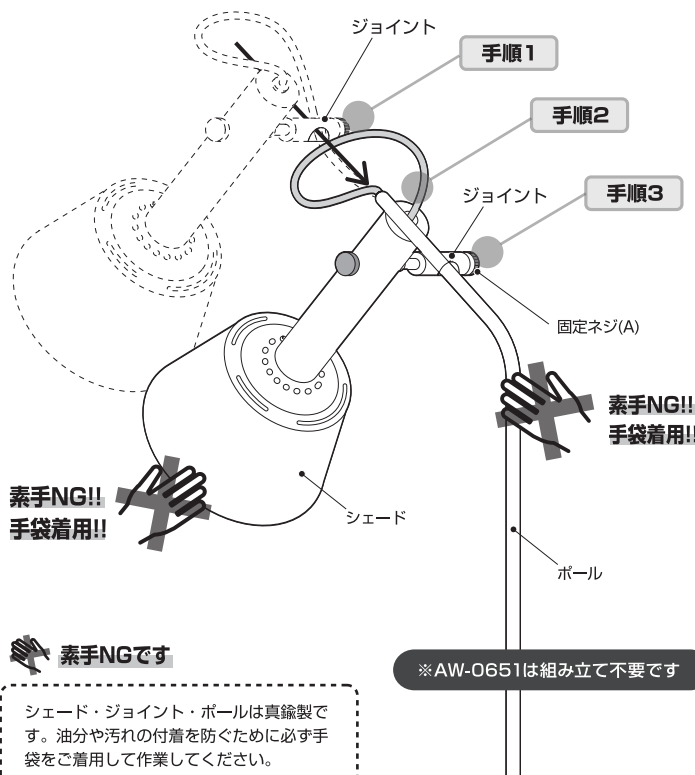 ジョイント
手順1
手順2
ジョイント
手順3
固定ネジ(A)
素手NG!!
手袋着用!!
素手NG!!
手袋着用!!
シェード
ポール
素手NGです
※AW-0651は組み立て不要です
シェード・ジョイント・ポールは真鍮製で
す。油分や汚れの付着を防ぐために必ず手
袋をご着用して作業してください。